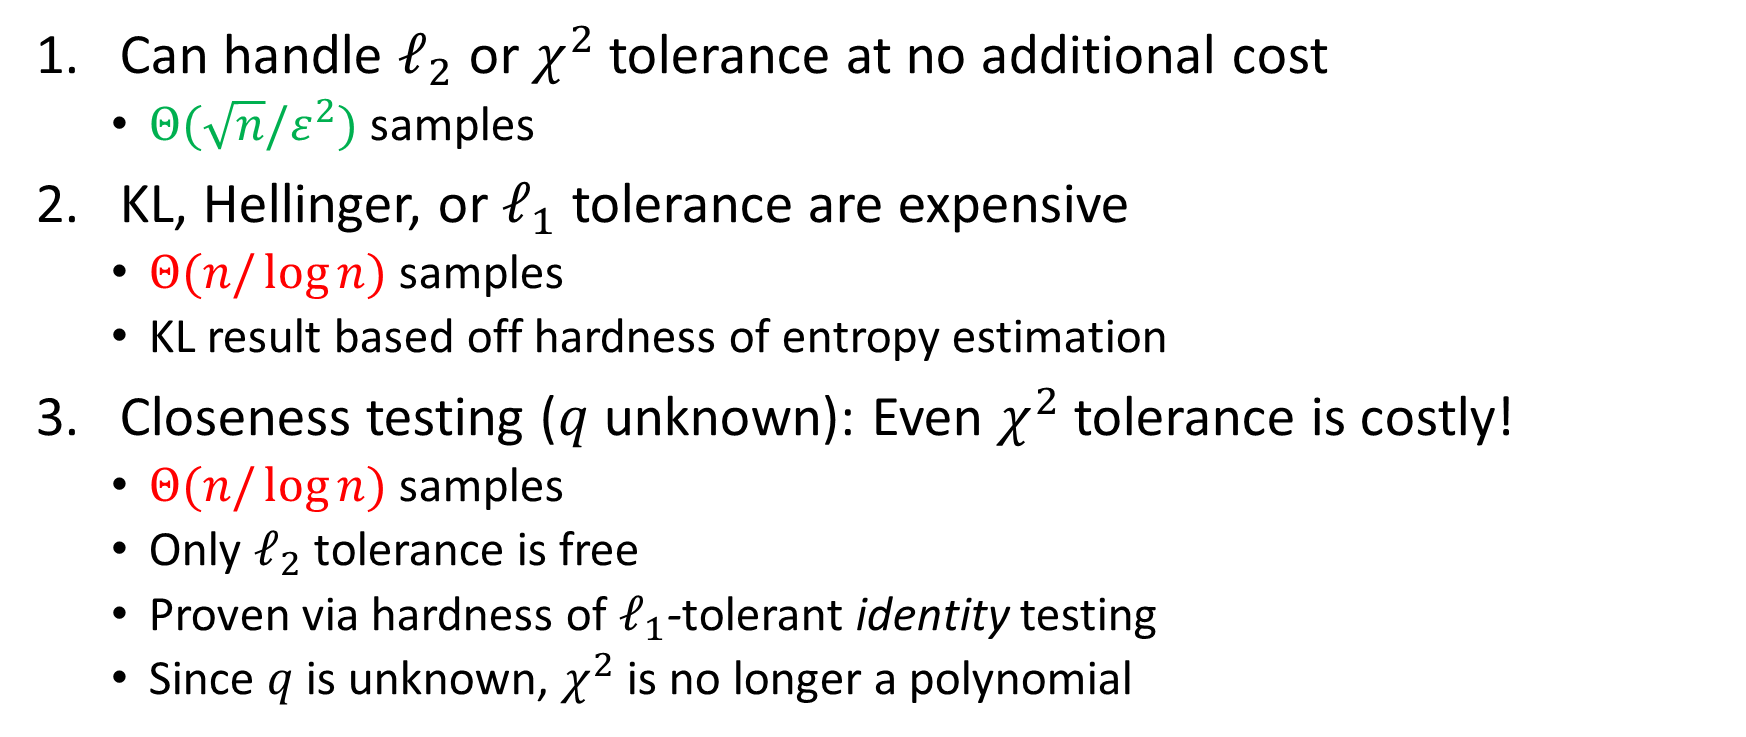 1. Can handle ℓ₂ or χ² tolerance at no additional cost
• Θ(√n/ε²) samples
2. KL, Hellinger, or ℓ₁ tolerance are expensive
• Θ(n/ log n) samples
• KL result based off hardness of entropy estimation
3. Closeness testing (q unknown): Even χ² tolerance is costly!
• Θ(n/ log n) samples
• Only ℓ₂ tolerance is free
• Proven via hardness of ℓ₁-tolerant identity testing
• Since q is unknown, χ² is no longer a polynomial